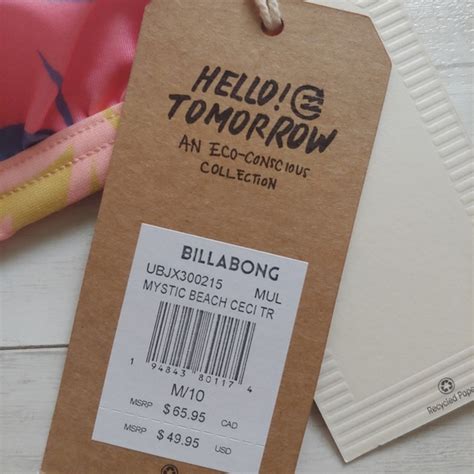 HELLO!
TOMORROW
AN ECO-CONSCIOUS
COLLECTION
BILLABONG
UBJX300215 MUL
MYSTIC BEACH CECI TR
1 94843 80117 4
M/10
MSRP $ 65.95 CAD
MSRP $ 49.95 USD
Recycled Pape